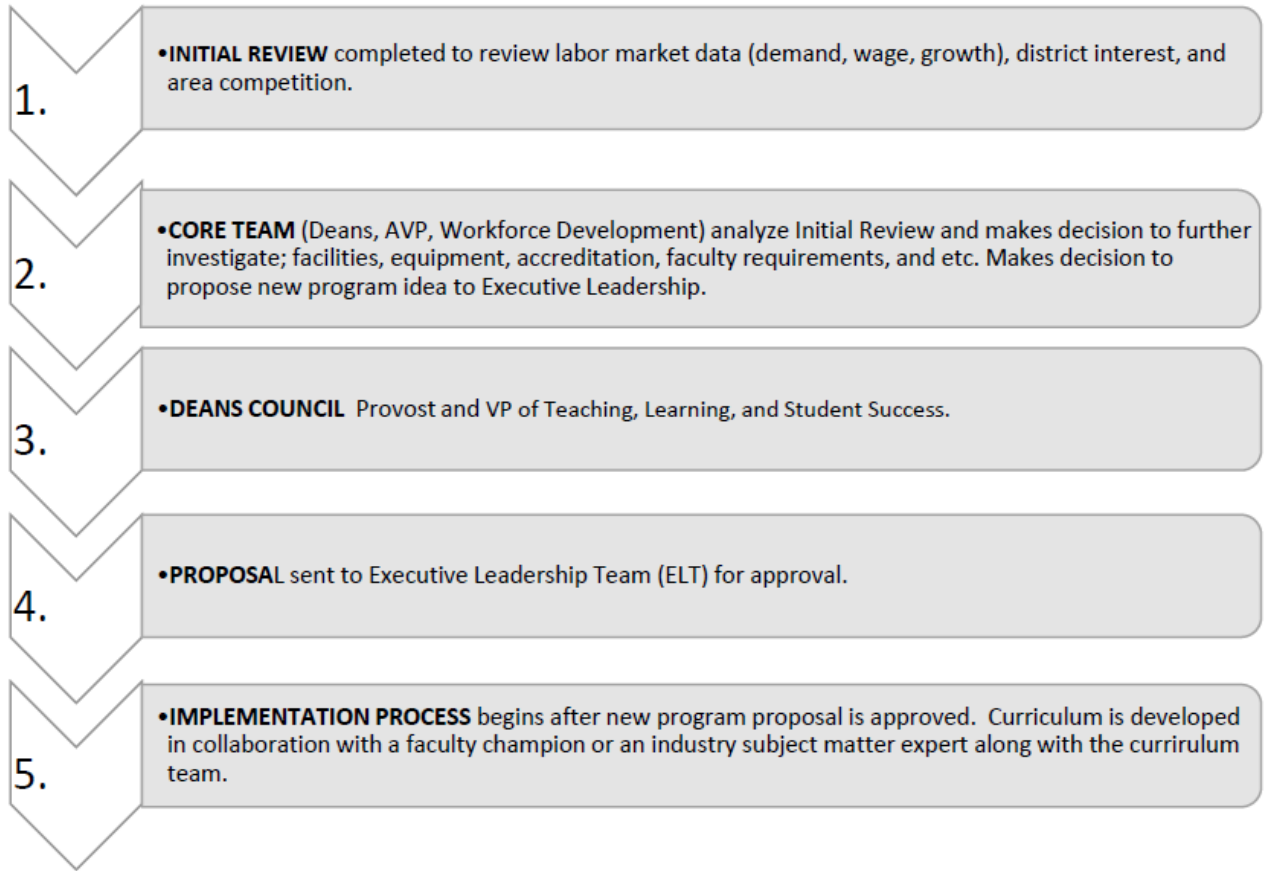 1.
•INITIAL REVIEW completed to review labor market data (demand, wage, growth), district interest, and
area competition.
2.
•CORE TEAM (Deans, AVP, Workforce Development) analyze Initial Review and makes decision to further
investigate; facilities, equipment, accreditation, faculty requirements, and etc. Makes decision to
propose new program idea to Executive Leadership.
3.
•DEANS COUNCIL Provost and VP of Teaching, Learning, and Student Success.
4.
•PROPOSAL sent to Executive Leadership Team (ELT) for approval.
5.
•IMPLEMENTATION PROCESS begins after new program proposal is approved. Curriculum is developed
in collaboration with a faculty champion or an industry subject matter expert along with the currirulum
team.